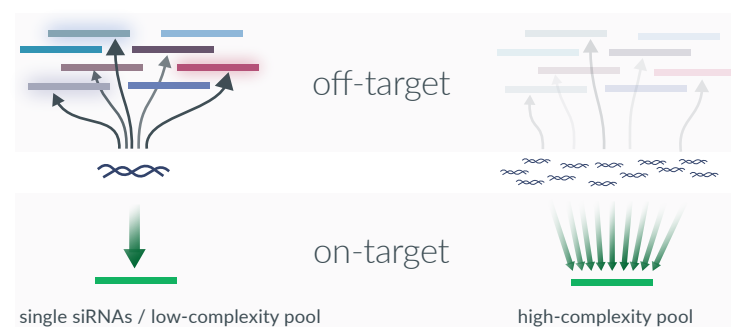 off-target
on-target
single siRNAs / low-complexity pool
high-complexity pool